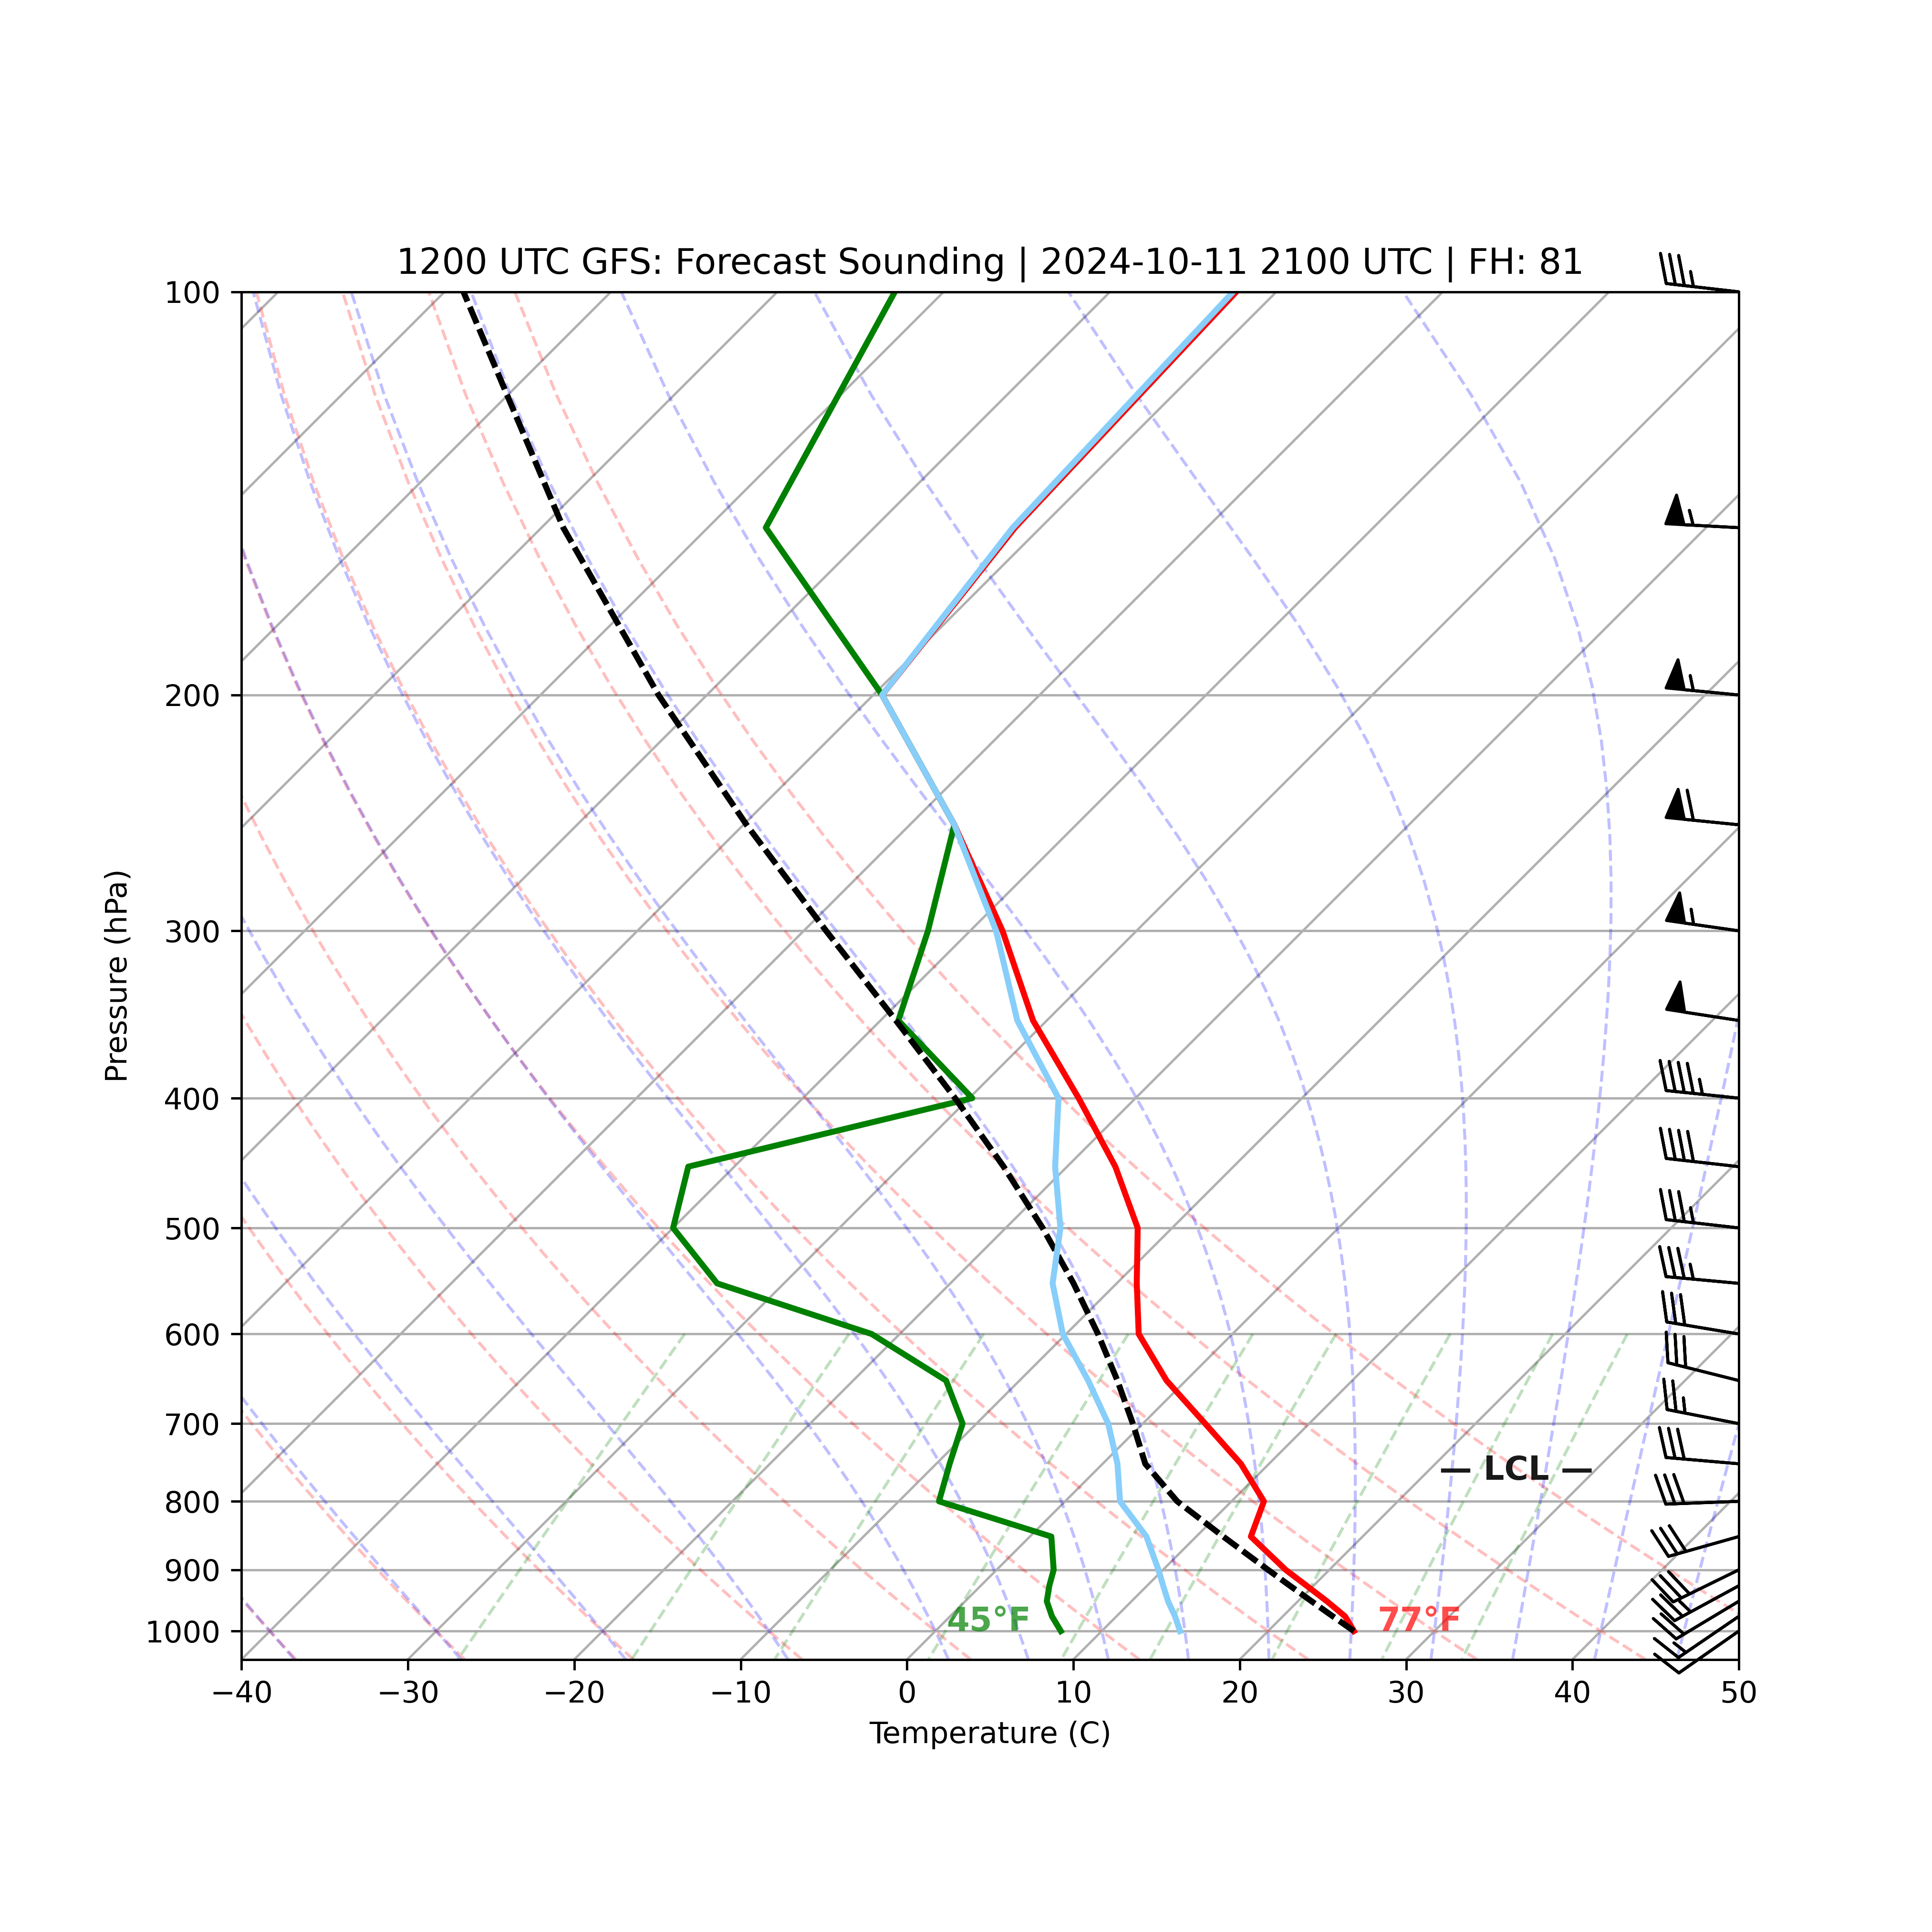 1200 UTC GFS: Forecast Sounding | 2024-10-11 2100 UTC | FH: 81
100
200
300
400
500
600
700
800
900
1000
Pressure (hPa)
— LCL —
45°F
77°F
−40 −30 −20 −10 0 10 20 30 40 50
Temperature (C)